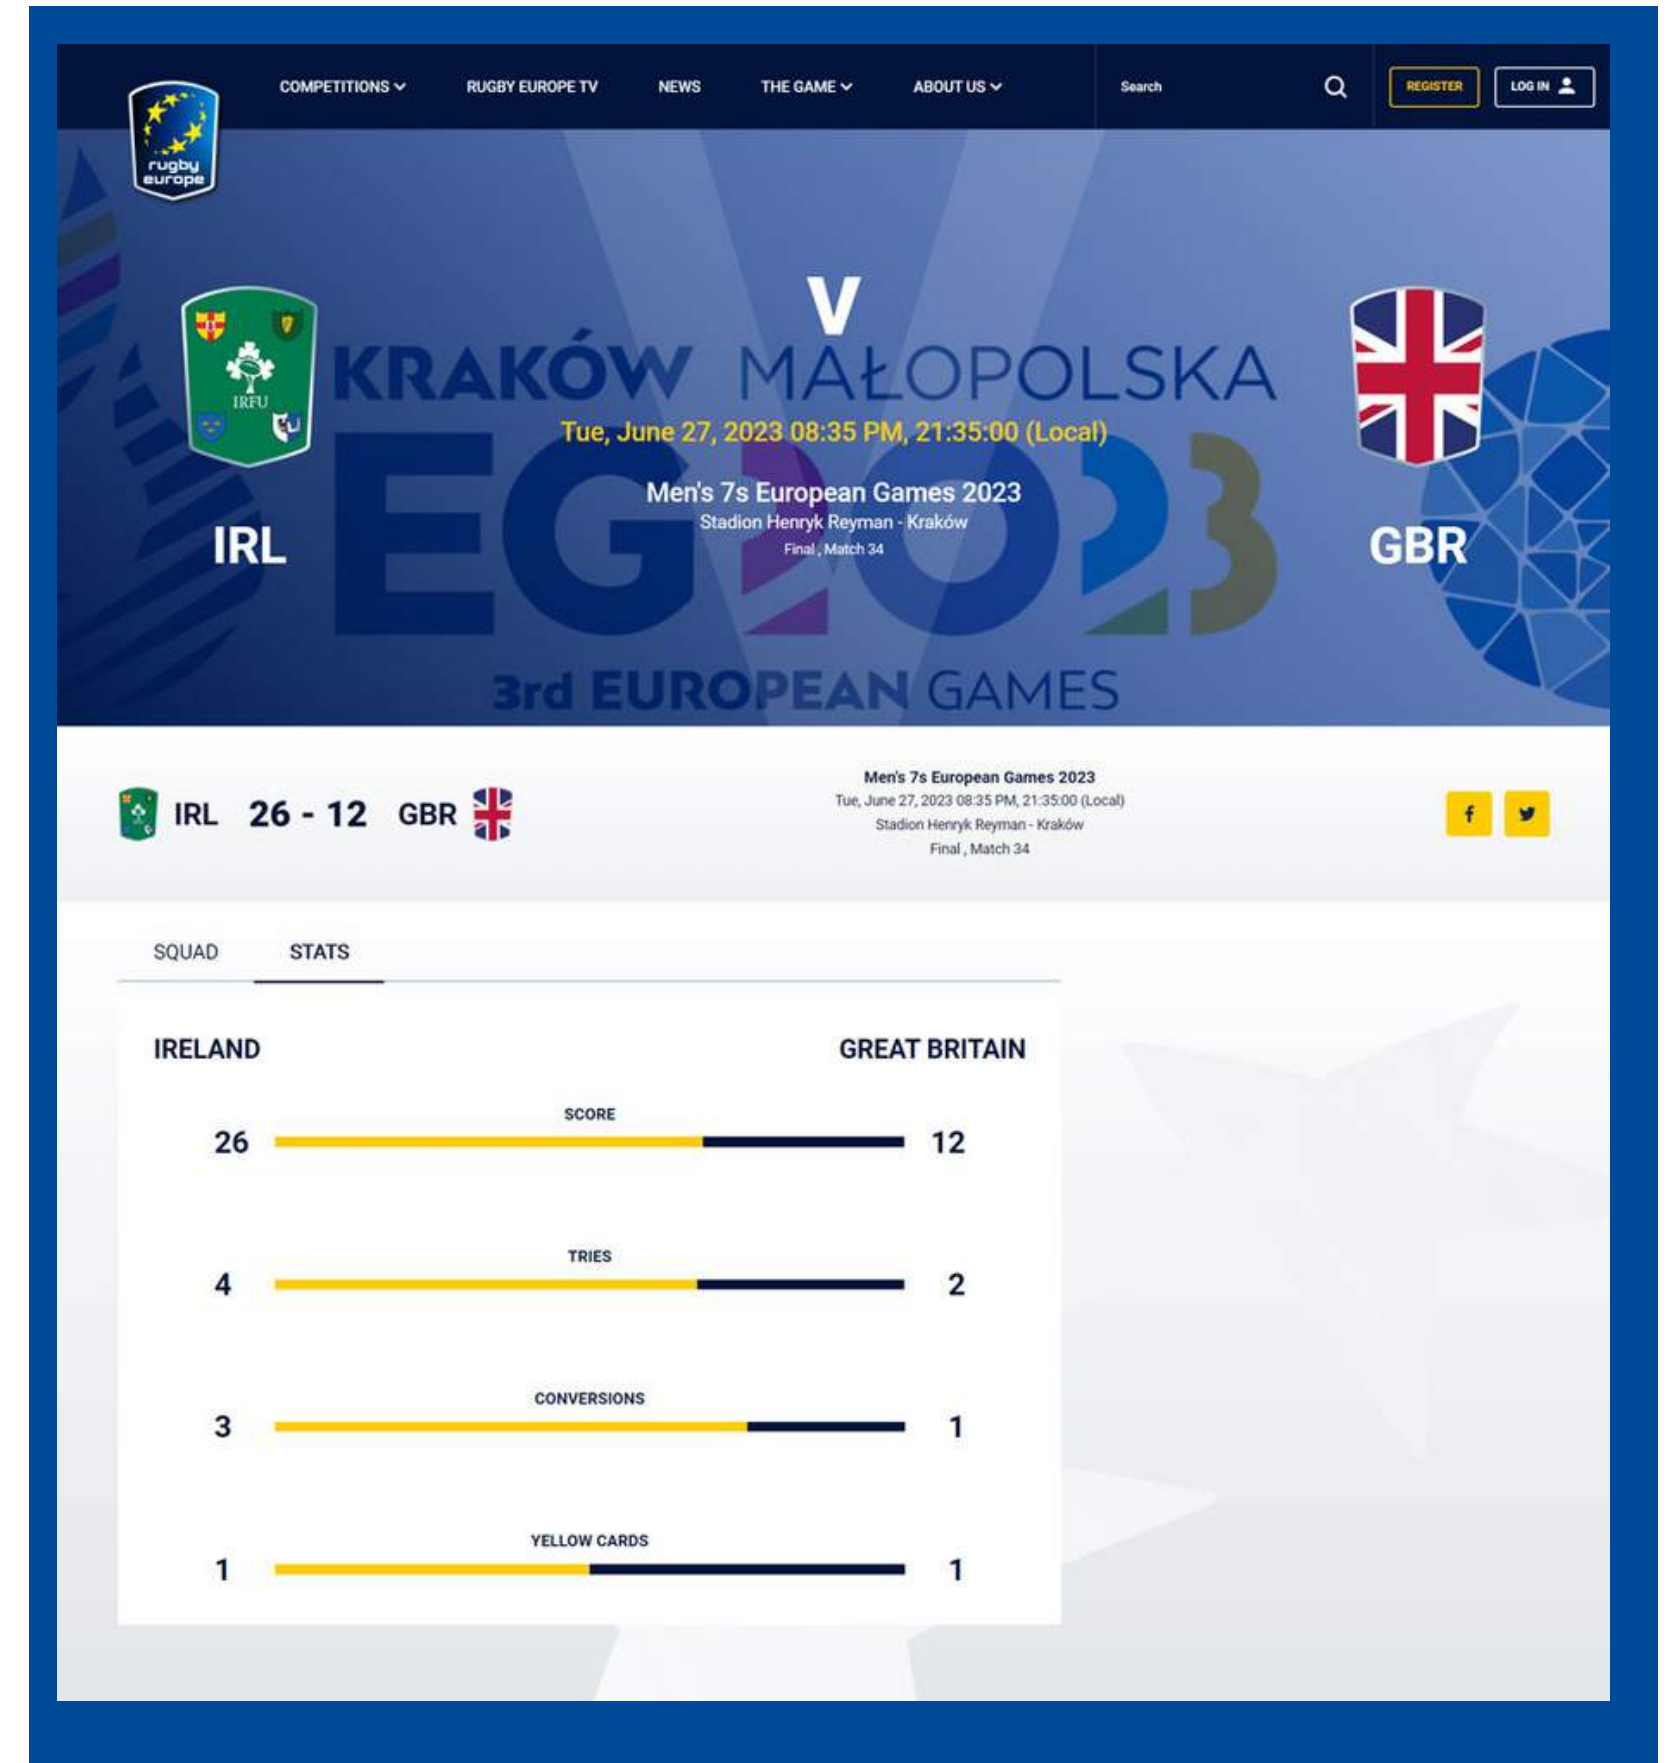 COMPETITIONS RUGBY EUROPE TV NEWS THE GAME ABOUT US Search REGISTER LOG IN
rugby
europe
V
IRFU
KRAKÓW MAŁOPOLSKA
Tue, June 27, 2023 08:35 PM, 21:35:00 (Local)
EG2023
Men's 7s European Games 2023
Stadion Henryk Reyman - Kraków
IRL GBR
Final , Match 34
3rd EUROPEAN GAMES
IRL 26 - 12 GBR
Men's 7s European Games 2023
Tue, June 27, 2023 08:35 PM, 21:35:00 (Local)
Stadion Henryk Reyman - Kraków
Final , Match 34
SQUAD STATS
IRELAND GREAT BRITAIN
SCORE
26 12
TRIES
4 2
CONVERSIONS
3 1
YELLOW CARDS
1 1